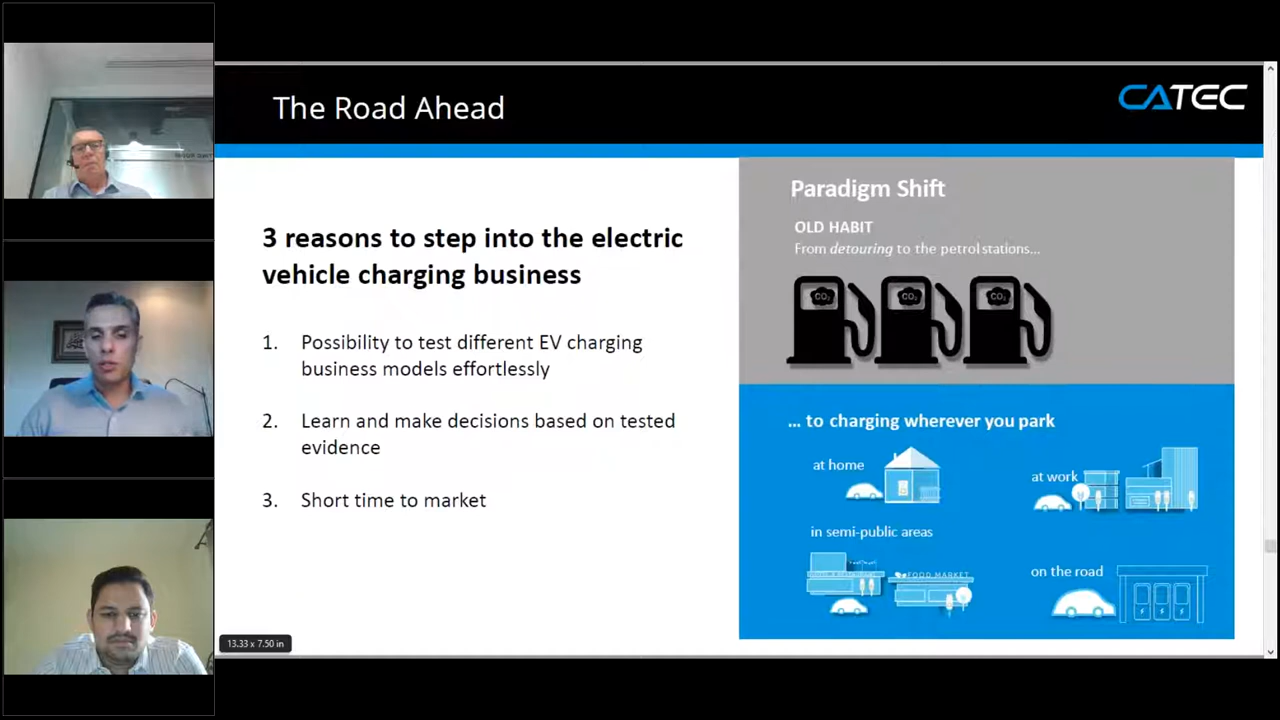 The Road Ahead
CATEC
3 reasons to step into the electric
vehicle charging business
1. Possibility to test different EV charging
business models effortlessly
2. Learn and make decisions based on tested
evidence
3. Short time to market
Paradigm Shift
OLD HABIT
From detouring to the petrol stations...
CO₂ CO₂ CO₂
... to charging wherever you park
at home
at work
in semi-public areas
FOOD MARKET
on the road
13.33 x 7.50 in